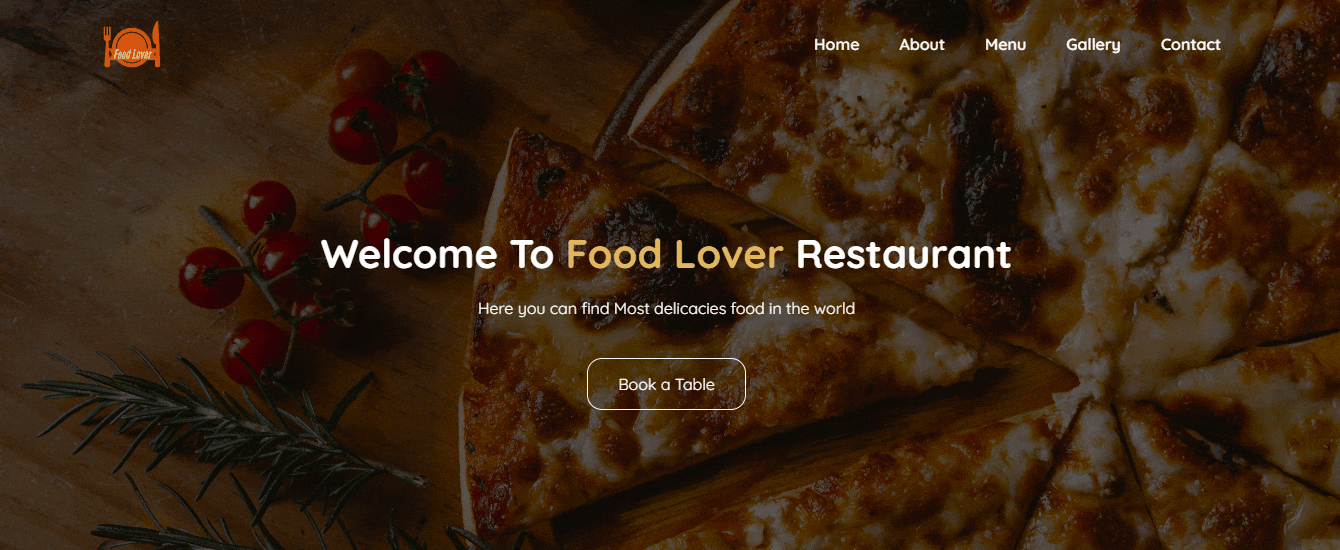 Food Lover
Home About Menu Gallery Contact
Welcome To Food Lover Restaurant
Here you can find Most delicacies food in the world
Book a Table